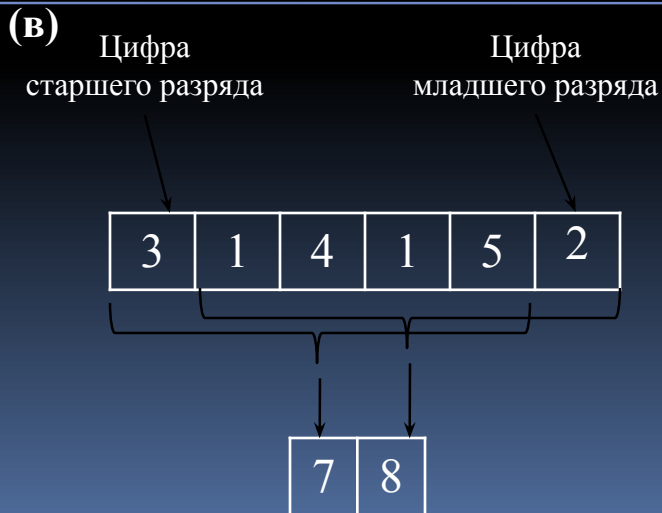 (в)
Цифра
старшего разряда
Цифра
младшего разряда
3 1 4 1 5 2
7 8